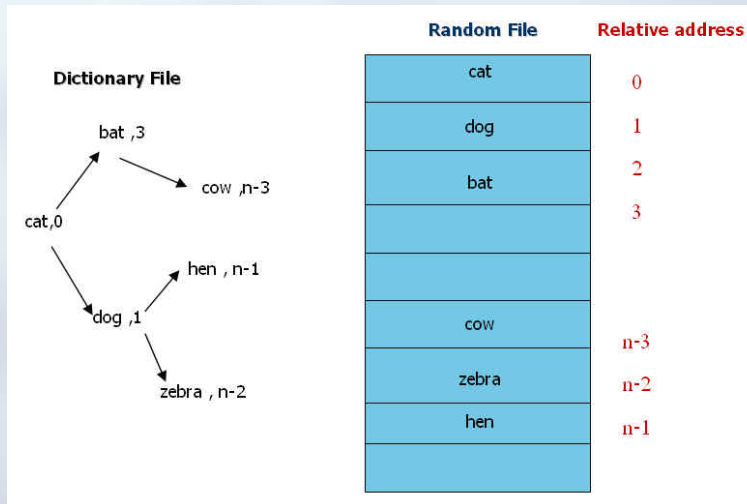 Random File
Relative address
Dictionary File
bat ,3
cow ,n-3
cat,0
hen , n-1
dog ,1
zebra , n-2
cat
0
dog
1
bat
2
3
cow
n-3
zebra
n-2
hen
n-1